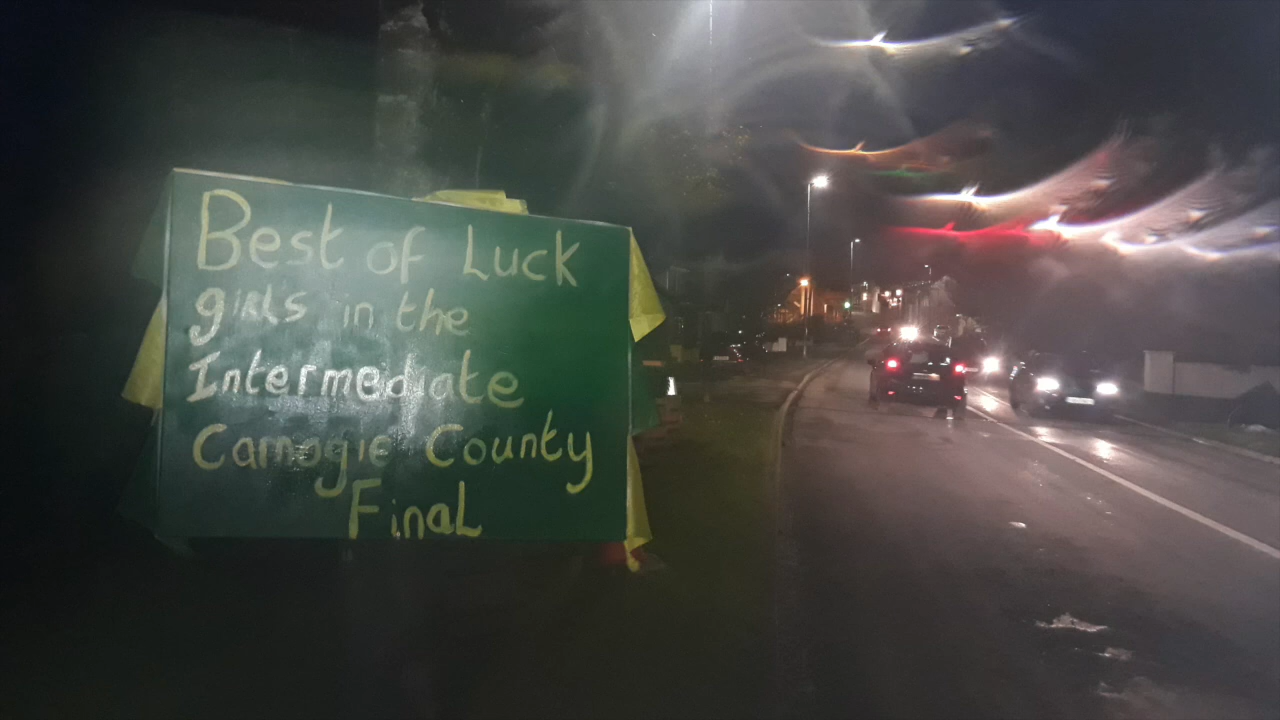 Best of Luck
girls in the
Intermediate
Camogie County
Final